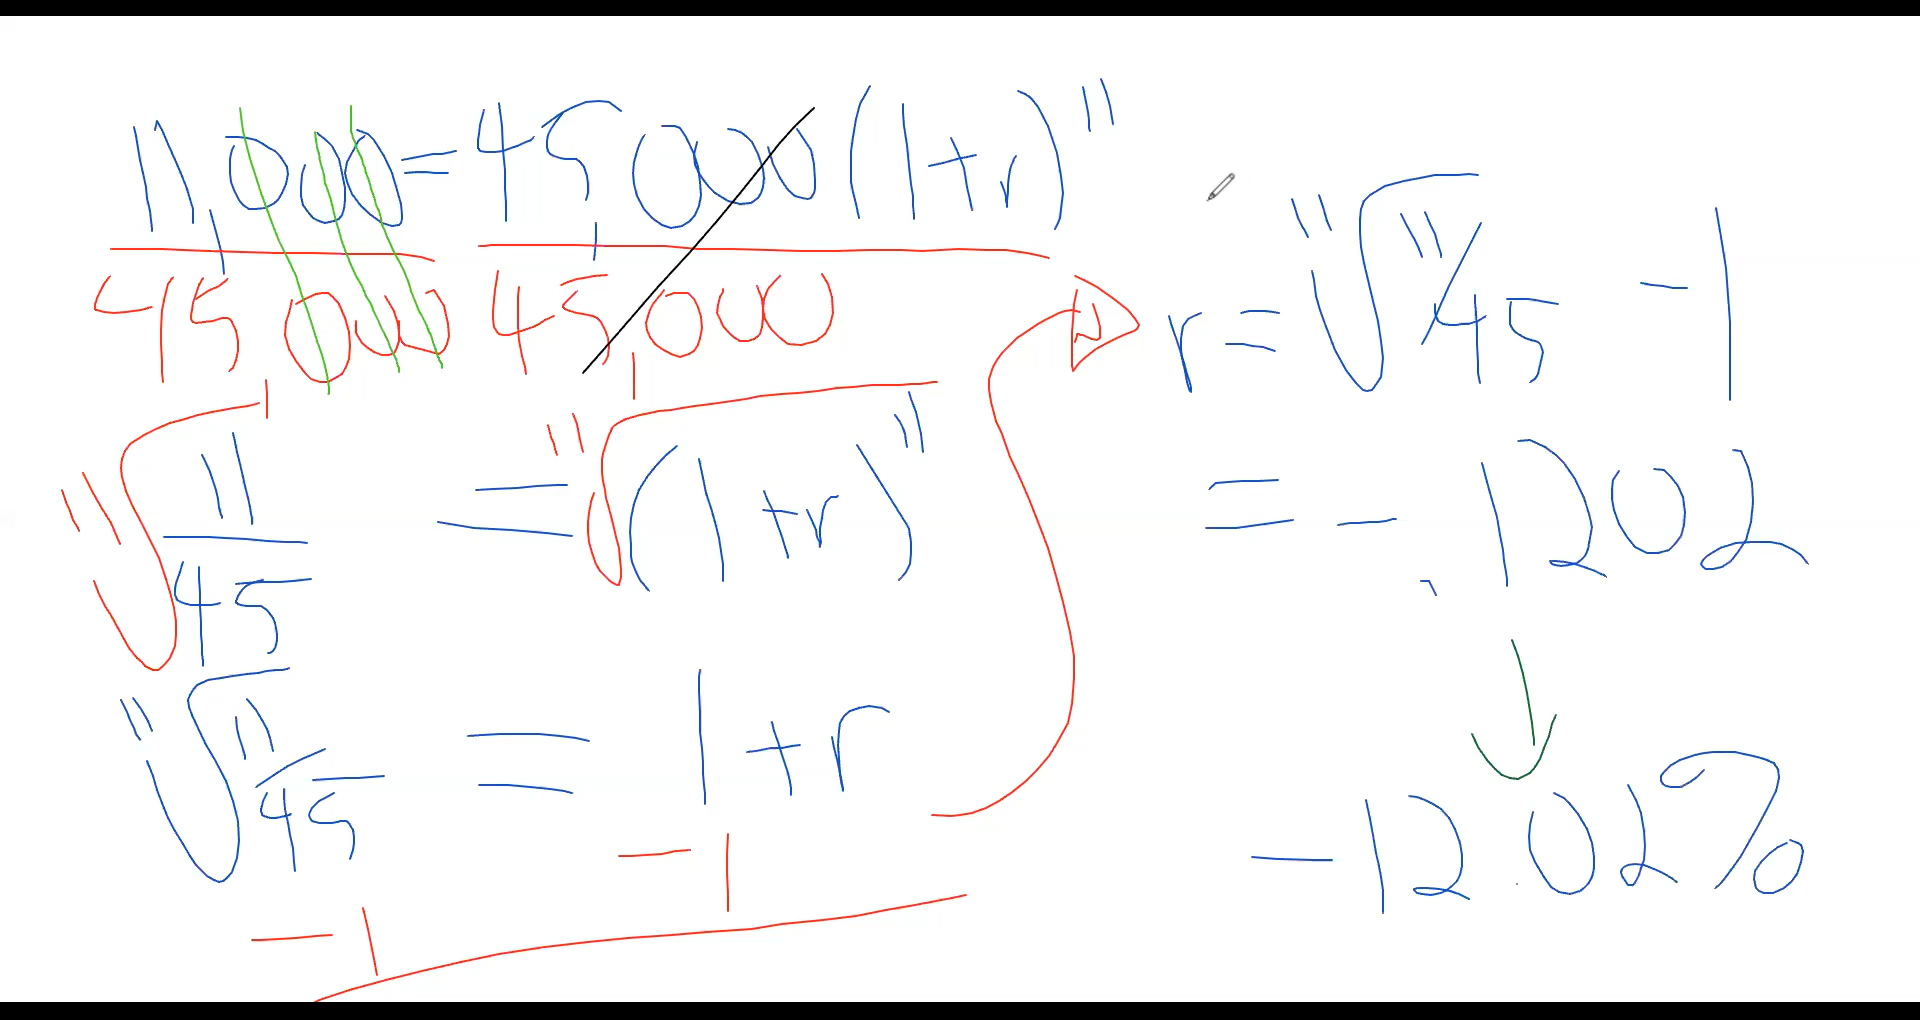 11,000 = 45,000 (1+r)^11
45,000 45,000
¹¹√(11/45) = ¹¹√(1+r)^11
¹¹√(11/45) = 1+r
-1 -1
r = ¹¹√(11/45) - 1
= -.1202
-12.02%